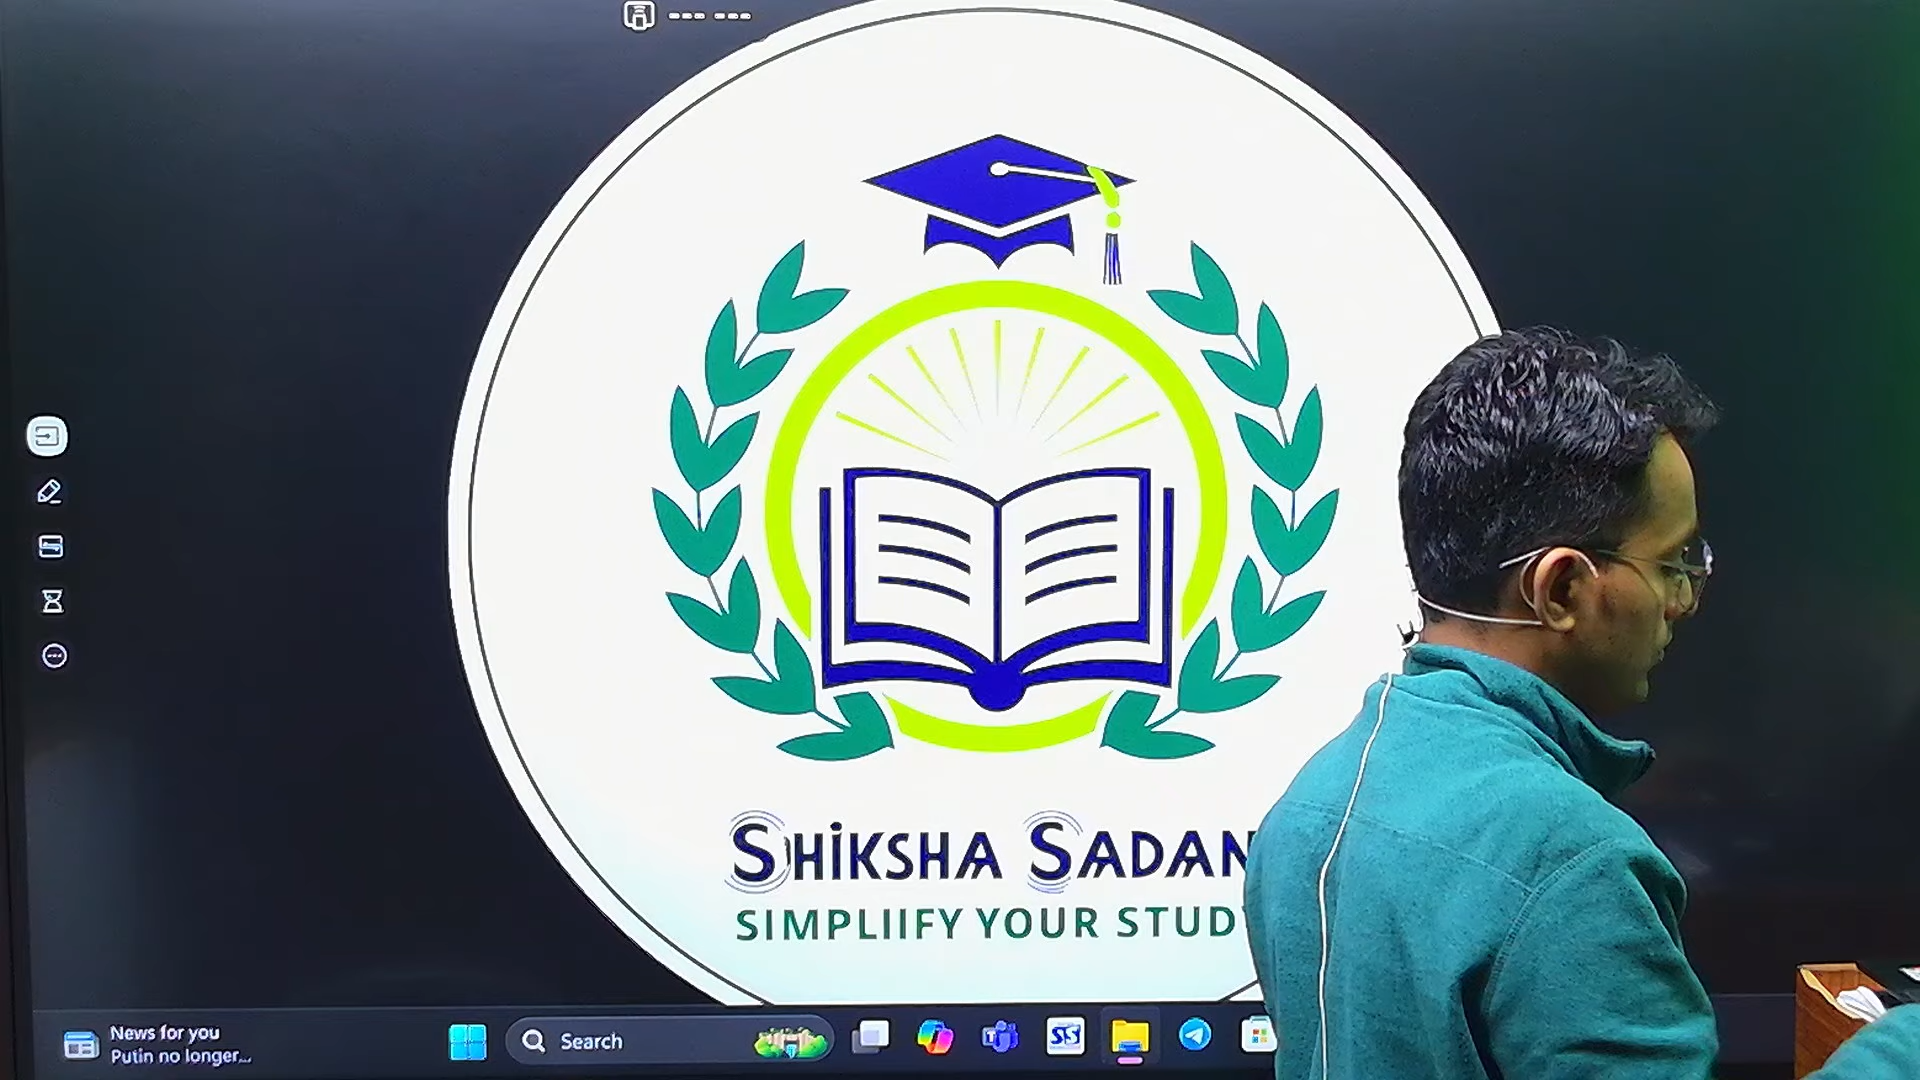 SHIKSHA SADAN
SIMPLIIFY YOUR STUD
News for you
Putin no longer...
Search